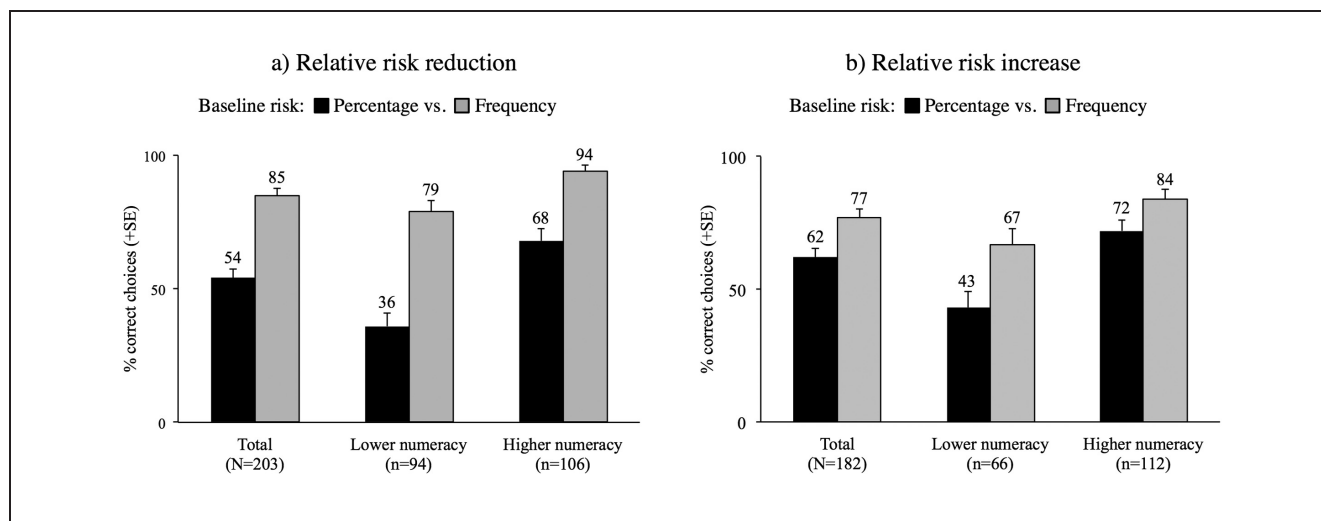 a) Relative risk reduction
Baseline risk: Percentage vs. Frequency
% correct choices (+SE)
100
50
0
54
85
36
79
68
94
Total
(N=203)
Lower numeracy
(n=94)
Higher numeracy
(n=106)
b) Relative risk increase
Baseline risk: Percentage vs. Frequency
% correct choices (+SE)
100
50
0
62
77
43
67
72
84
Total
(N=182)
Lower numeracy
(n=66)
Higher numeracy
(n=112)